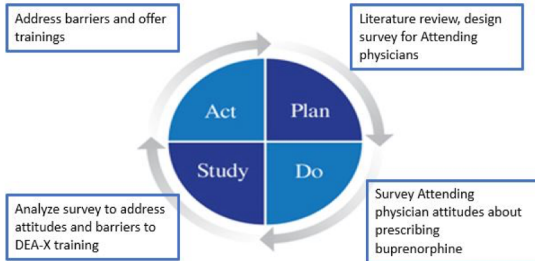 Address barriers and offer
trainings
Literature review, design
survey for Attending
physicians
Act
Plan
Study
Do
Analyze survey to address
attitudes and barriers to
DEA-X training
Survey Attending
physician attitudes about
prescribing
buprenorphine